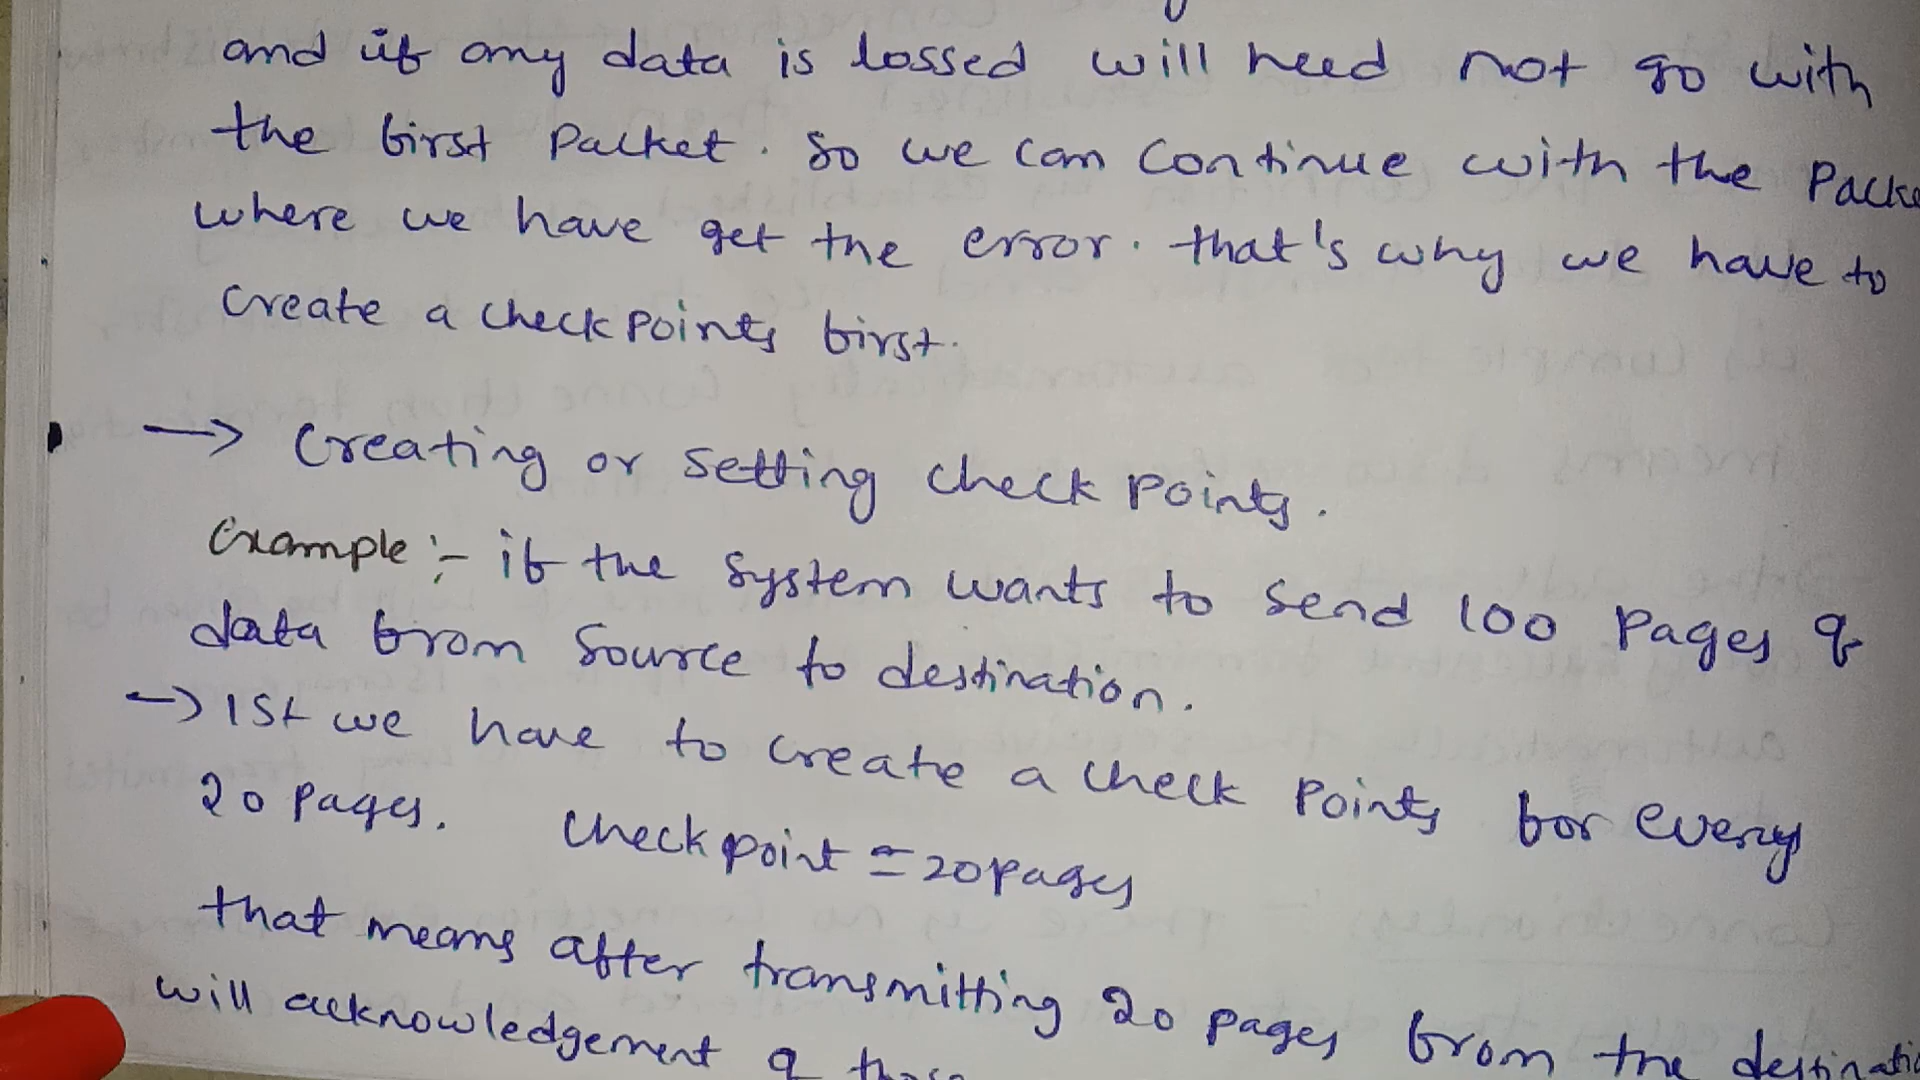 and if any data is lossed will need not go with
the first Packet. So we can continue with the Packe
where we have get the error. that's why we have to
create a check points first.
→ Creating or setting check points.
Example :- if the System wants to send 100 pages of
data from Source to destination.
→ 1st we have to create a check points for every
20 pages. Check point = 20 pages
that means after transmitting 20 pages from the destinatio
will acknowledgement of those